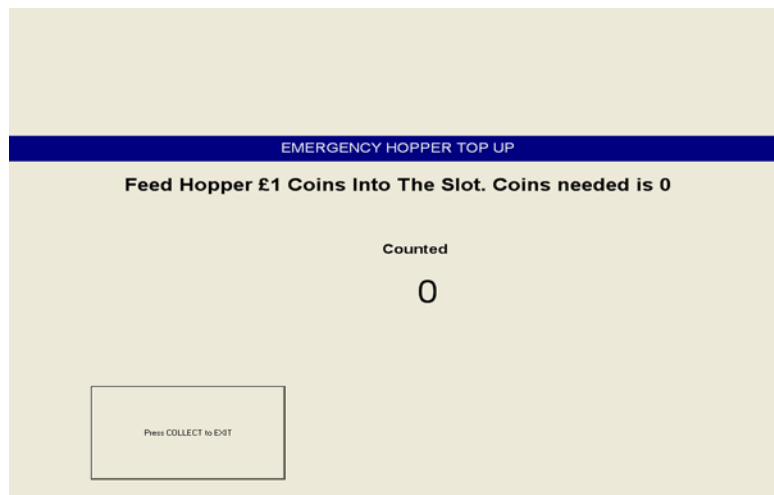 EMERGENCY HOPPER TOP UP
Feed Hopper £1 Coins Into The Slot. Coins needed is 0
Counted
0
Press COLLECT to EXIT